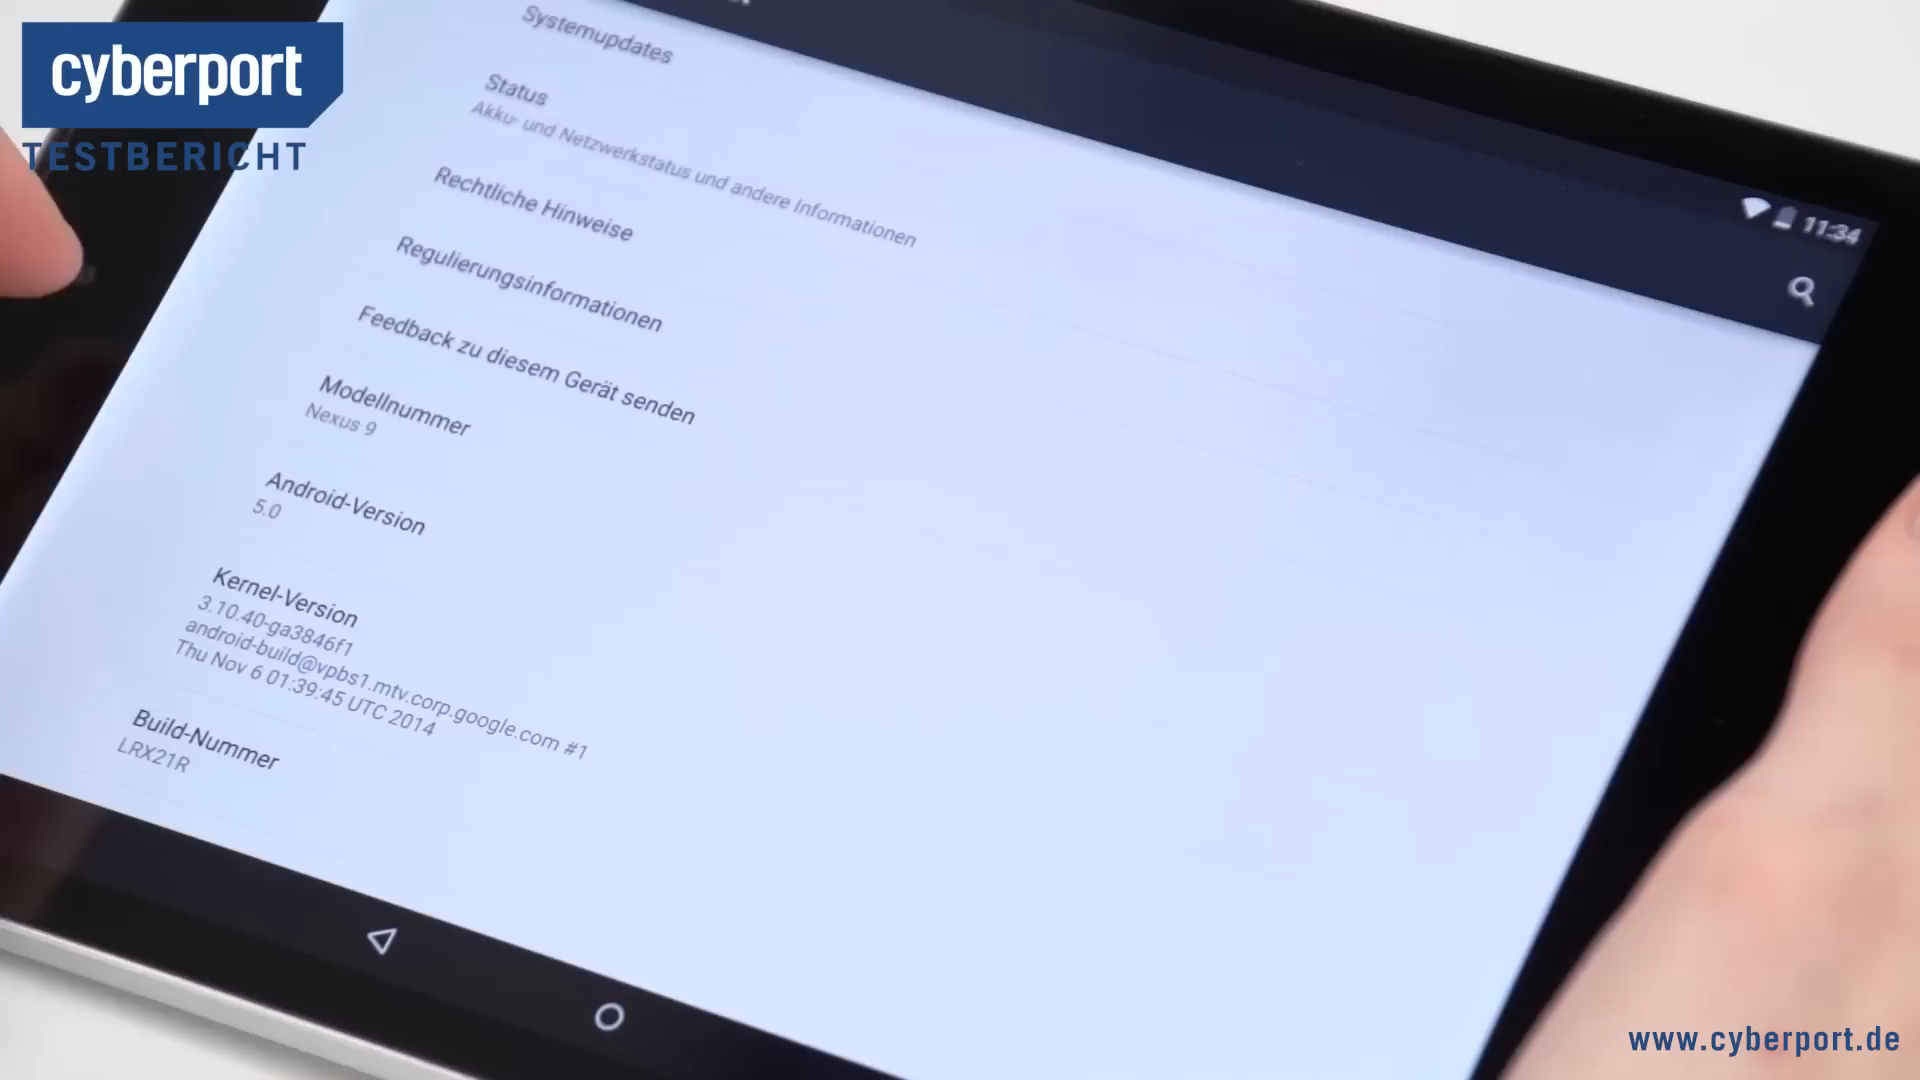 cyberport
TESTBERICHT
11:34
Systemupdates
Status
Akku- und Netzwerkstatus und andere Informationen
Rechtliche Hinweise
Regulierungsinformationen
Feedback zu diesem Gerät senden
Modellnummer
Nexus 9
Android-Version
5.0
Kernel-Version
3.10.40-ga3846f1
android-build@vpbs1.mtv.corp.google.com #1
Thu Nov 6 01:39:45 UTC 2014
Build-Nummer
LRX21R
www.cyberport.de